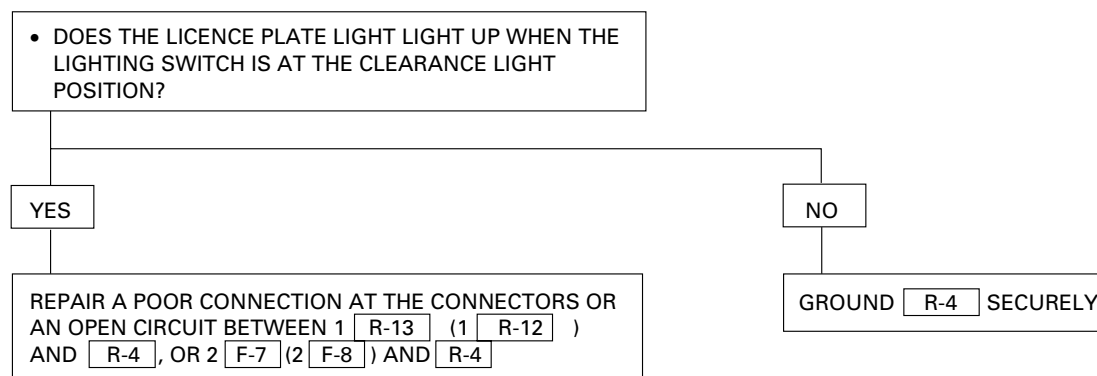 • DOES THE LICENCE PLATE LIGHT LIGHT UP WHEN THE
LIGHTING SWITCH IS AT THE CLEARANCE LIGHT
POSITION?
YES
NO
REPAIR A POOR CONNECTION AT THE CONNECTORS OR
AN OPEN CIRCUIT BETWEEN 1 R-13 (1 R-12 )
AND R-4 , OR 2 F-7 (2 F-8 ) AND R-4
GROUND R-4 SECURELY